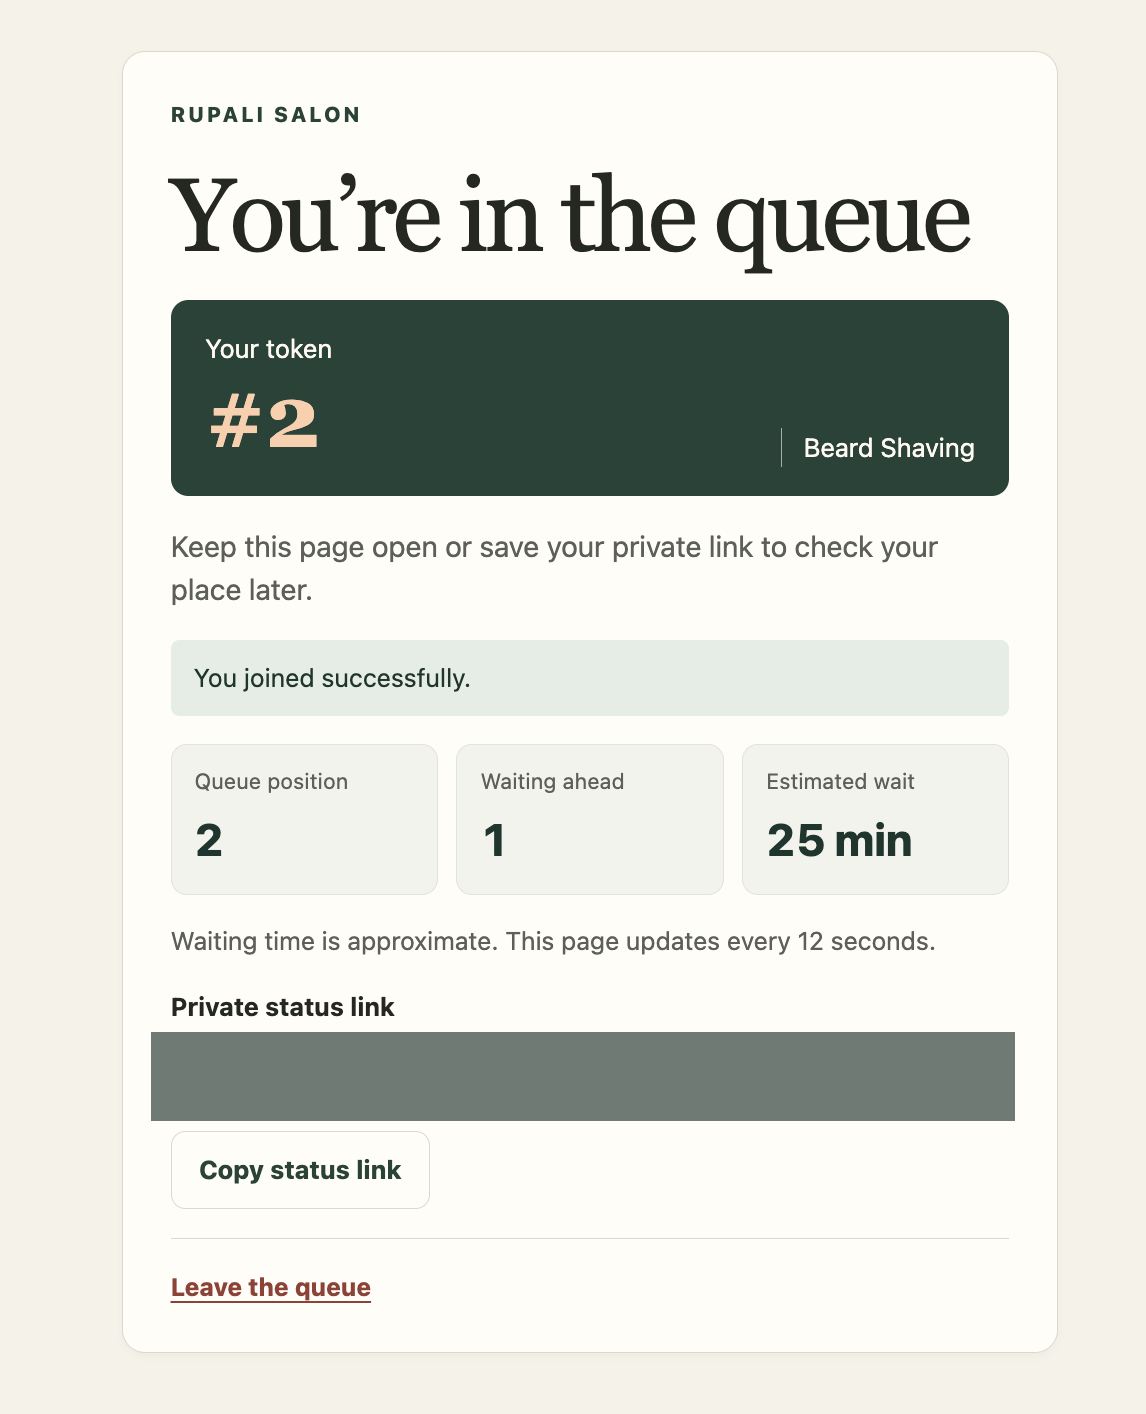 RUPALI SALON
You’re in the queue
Your token
#2
Beard Shaving
Keep this page open or save your private link to check your
place later.
You joined successfully.
Queue position
2
Waiting ahead
1
Estimated wait
25 min
Waiting time is approximate. This page updates every 12 seconds.
Private status link
Copy status link
Leave the queue